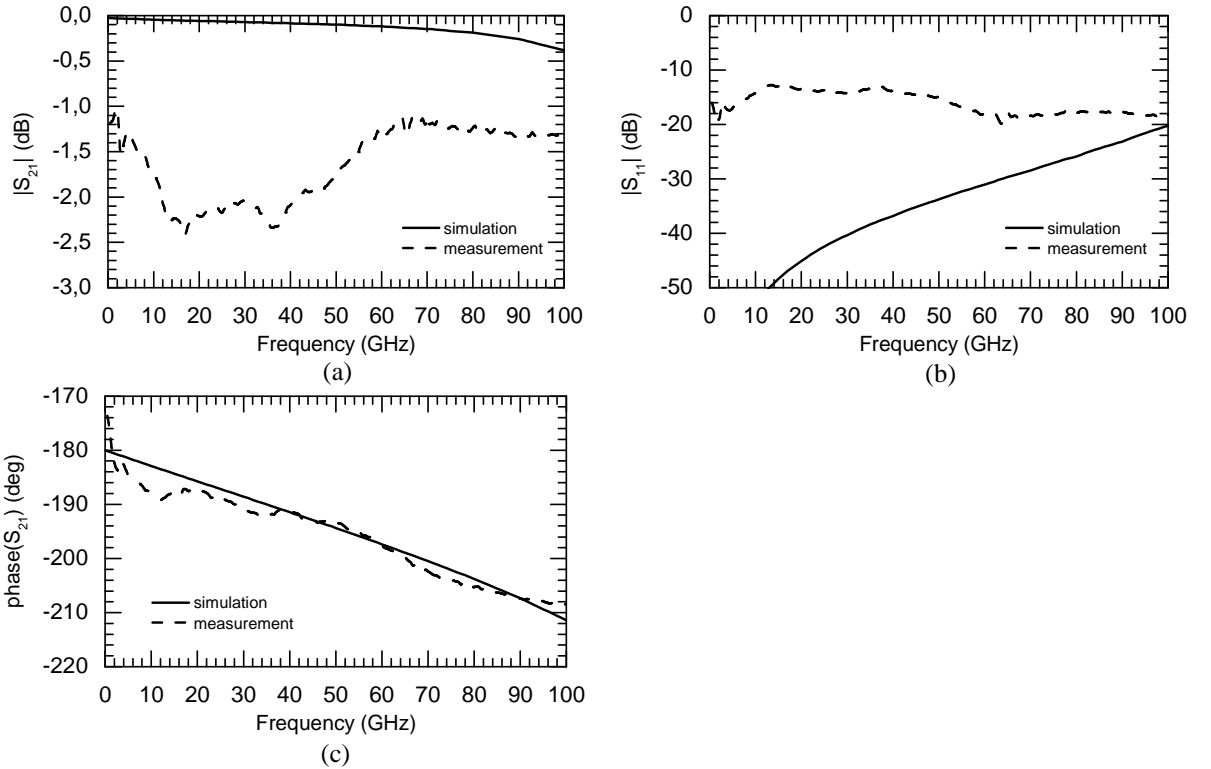 0,0
-0,5
-1,0
-1,5
-2,0
-2,5
-3,0
|S21| (dB)
simulation
measurement
0 10 20 30 40 50 60 70 80 90 100
Frequency (GHz)
(a)
0
-10
-20
-30
-40
-50
|S11| (dB)
simulation
measurement
0 10 20 30 40 50 60 70 80 90 100
Frequency (GHz)
(b)
-170
-180
-190
-200
-210
-220
phase(S21) (deg)
simulation
measurement
0 10 20 30 40 50 60 70 80 90 100
Frequency (GHz)
(c)